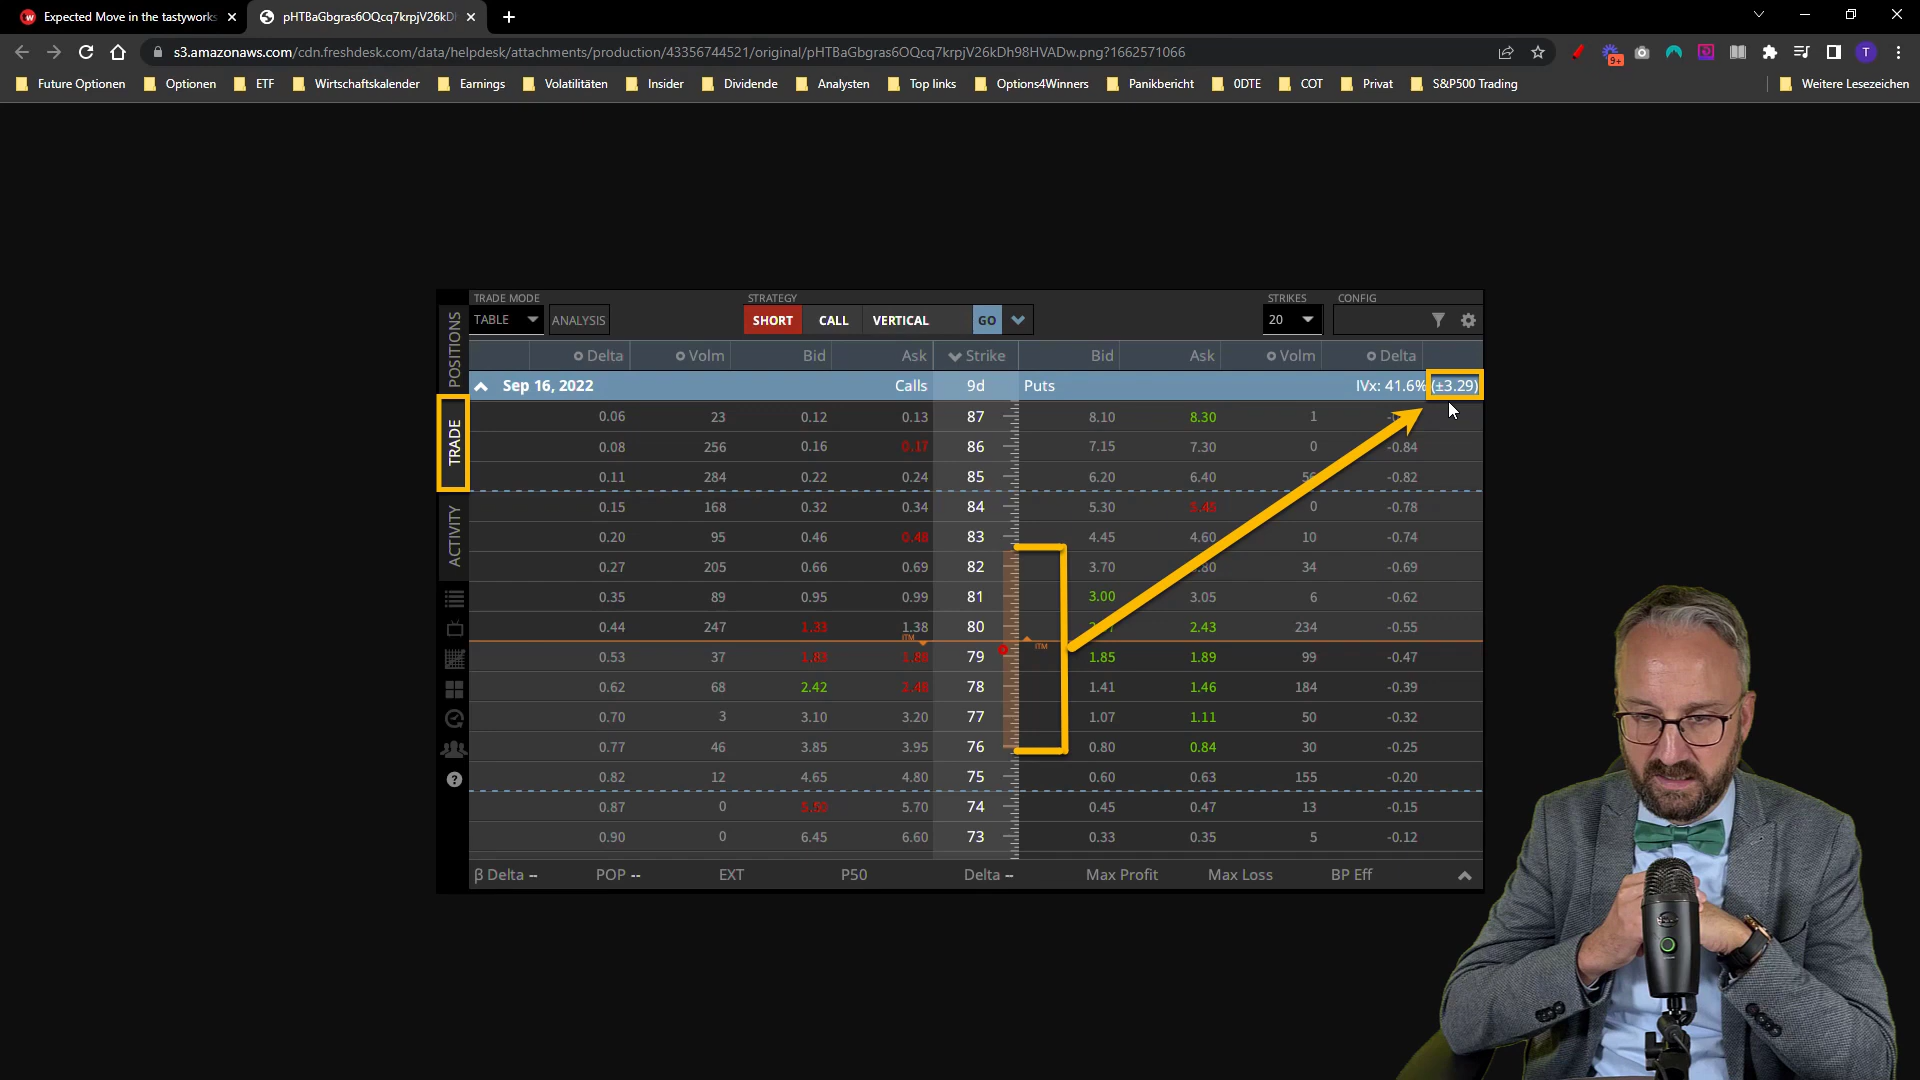 Expected Move in the tastyworks
pHTBaGbgras6OQcq7krpjV26kD
s3.amazonaws.com/cdn.freshdesk.com/data/helpdesk/attachments/production/43356744521/original/pHTBaGbgras6OQcq7krpjV26kDh98HVADw.png?1662571066
9+
T
Future Optionen Optionen ETF Wirtschaftskalender Earnings Volatilitäten Insider Dividende Analysten Top links Options4Winners Panikbericht 0DTE COT Privat S&P500 Trading Weitere Lesezeichen
POSITIONS
TRADE
ACTIVITY
TRADE MODE STRATEGY STRIKES CONFIG
TABLE ANALYSIS SHORT CALL VERTICAL GO 20
Delta Volm Bid Ask Strike Bid Ask Volm Delta
Sep 16, 2022 Calls 9d Puts IVx: 41.6% (±3.29)
0.06 23 0.12 0.13 87 8.10 8.30 1
0.08 256 0.16 0.17 86 7.15 7.30 0 -0.84
0.11 284 0.22 0.24 85 6.20 6.40 -0.82
0.15 168 0.32 0.34 84 5.30 5.45 0 -0.78
0.20 95 0.46 0.48 83 4.45 4.60 10 -0.74
0.27 205 0.66 0.69 82 3.70 34 -0.69
0.35 89 0.95 0.99 81 3.00 3.05 6 -0.62
0.44 247 1.33 1.38 80 2.43 234 -0.55
ITM ITM
0.53 37 1.83 1.88 79 1.85 1.89 99 -0.47
0.62 68 2.42 2.48 78 1.41 1.46 184 -0.39
0.70 3 3.10 3.20 77 1.07 1.11 50 -0.32
0.77 46 3.85 3.95 76 0.80 0.84 30 -0.25
0.82 12 4.65 4.80 75 0.60 0.63 155 -0.20
0.87 0 5.70 74 0.45 0.47 13 -0.15
0.90 0 6.45 6.60 73 0.33 0.35 5 -0.12
β Delta -- POP -- EXT P50 Delta -- Max Profit Max Loss BP Eff